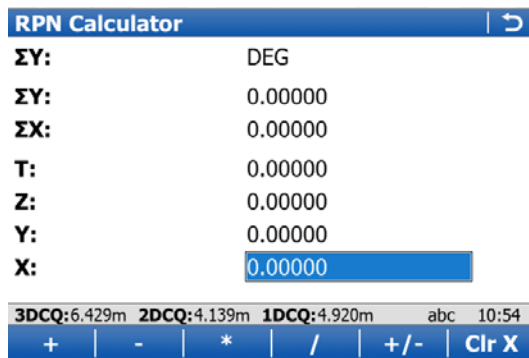 RPN Calculator
ΣY: DEG
ΣY: 0.00000
ΣX: 0.00000
T: 0.00000
Z: 0.00000
Y: 0.00000
X: 0.00000
3DCQ:6.429m 2DCQ:4.139m 1DCQ:4.920m abc 10:54
+ - * / +/- Clr X